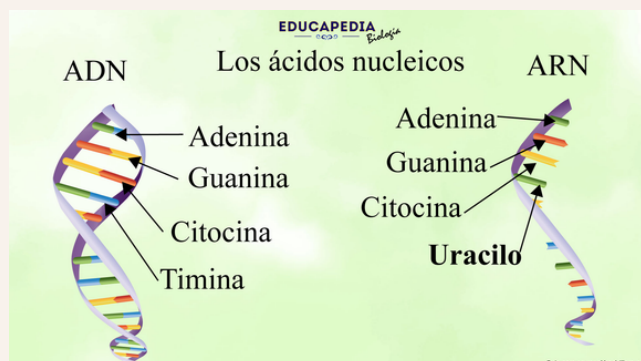 EDUCAPEDIA
Biología
Los ácidos nucleicos
ADN
Adenina
Guanina
Citocina
Timina
ARN
Adenina
Guanina
Citocina
Uracilo